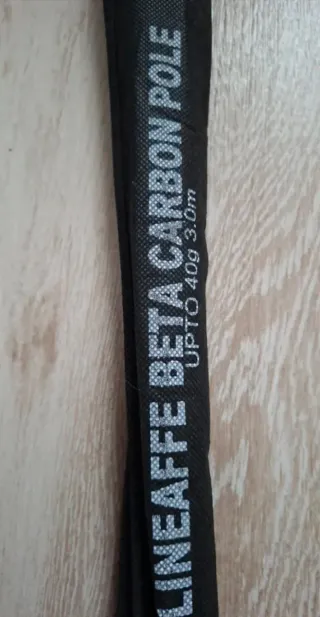 LINEAFFE BETA CARBON POLE
UPTO 40g 3.0m